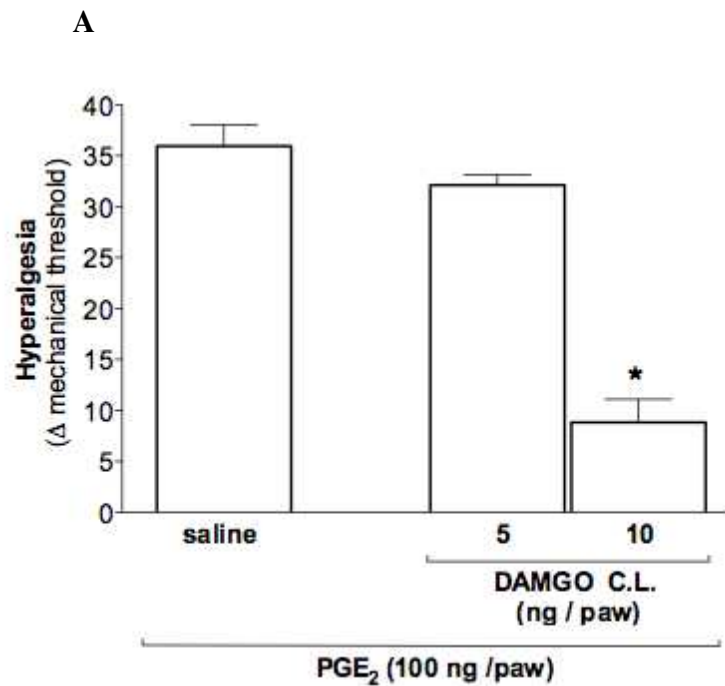 A
Hyperalgesia
(Δ mechanical threshold)
40
35
30
25
20
15
10
5
0
*
saline
5
10
DAMGO C.L.
(ng / paw)
PGE₂ (100 ng /paw)